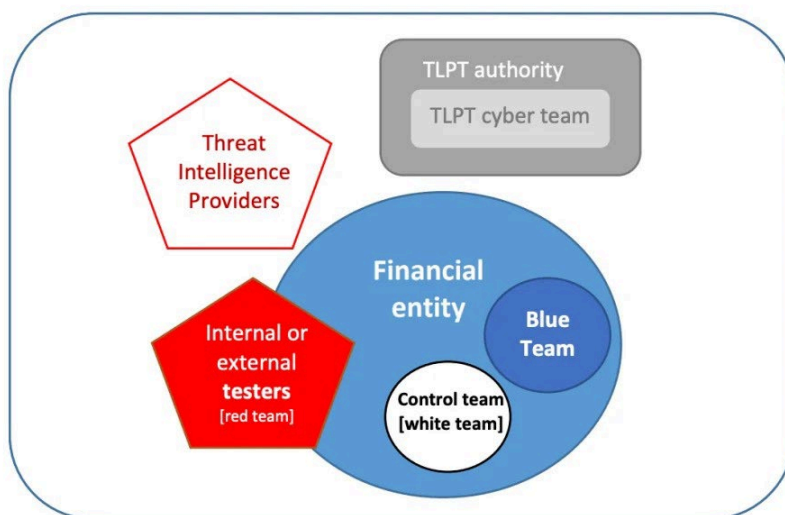 TLPT authority
TLPT cyber team
Threat
Intelligence
Providers
Financial
entity
Blue
Team
Internal or
external
testers
[red team]
Control team
[white team]